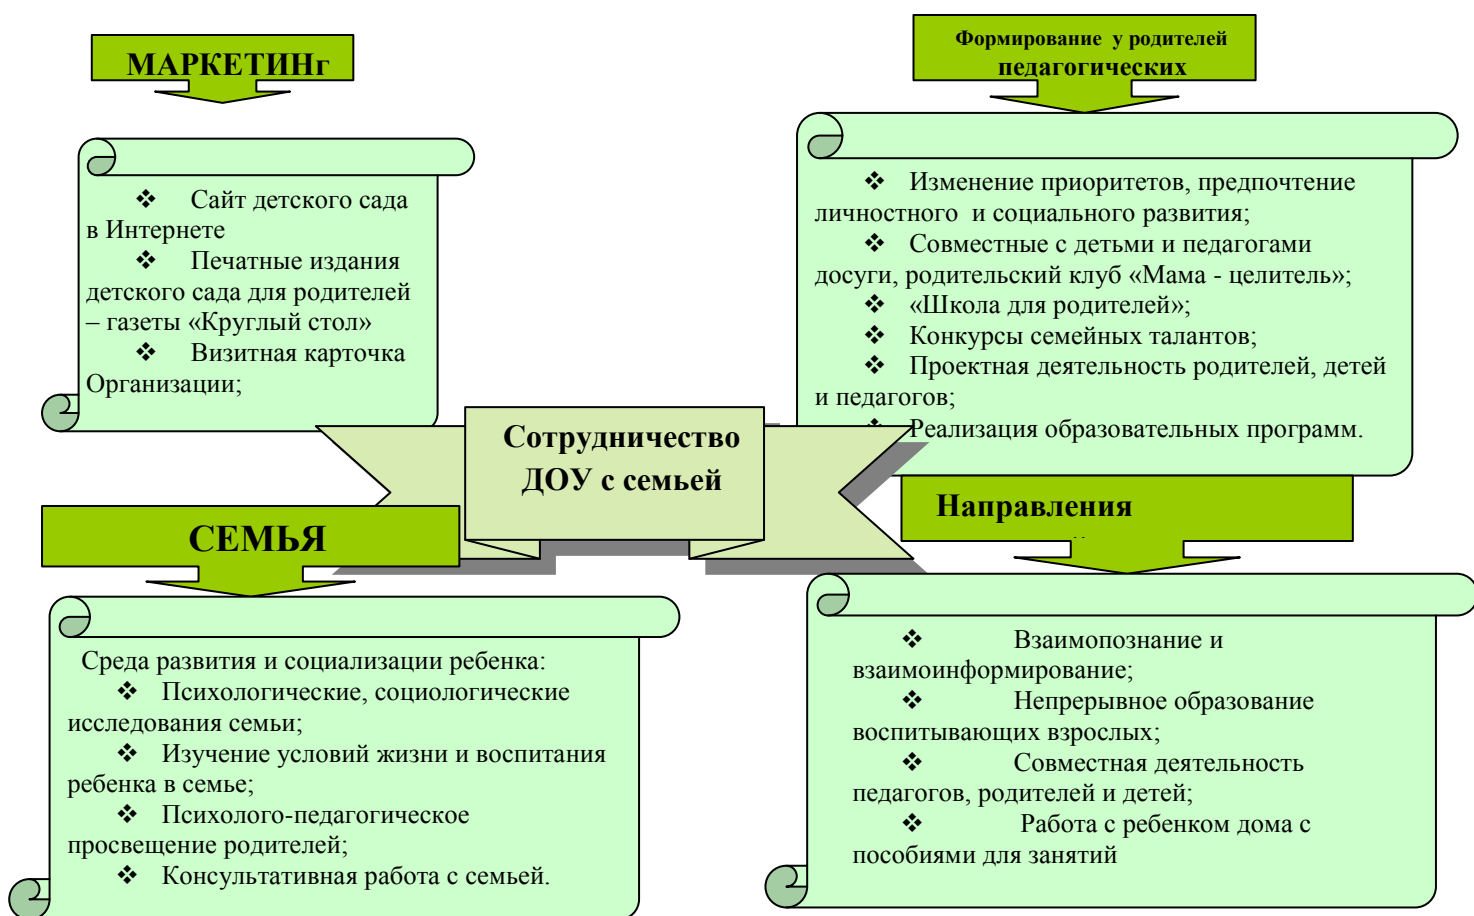 МАРКЕТИНг
❖ Сайт детского сада
в Интернете
❖ Печатные издания
детского сада для родителей
– газеты «Круглый стол»
❖ Визитная карточка
Организации;
Формирование у родителей
педагогических
❖ Изменение приоритетов, предпочтение
личностного и социального развития;
❖ Совместные с детьми и педагогами
досуги, родительский клуб «Мама - целитель»;
❖ «Школа для родителей»;
❖ Конкурсы семейных талантов;
❖ Проектная деятельность родителей, детей
и педагогов;
❖ Реализация образовательных программ.
Сотрудничество
ДОУ с семьей
СЕМЬЯ
Среда развития и социализации ребенка:
❖ Психологические, социологические
исследования семьи;
❖ Изучение условий жизни и воспитания
ребенка в семье;
❖ Психолого-педагогическое
просвещение родителей;
❖ Консультативная работа с семьей.
Направления
❖ Взаимопознание и
взаимоинформирование;
❖ Непрерывное образование
воспитывающих взрослых;
❖ Совместная деятельность
педагогов, родителей и детей;
❖ Работа с ребенком дома с
пособиями для занятий